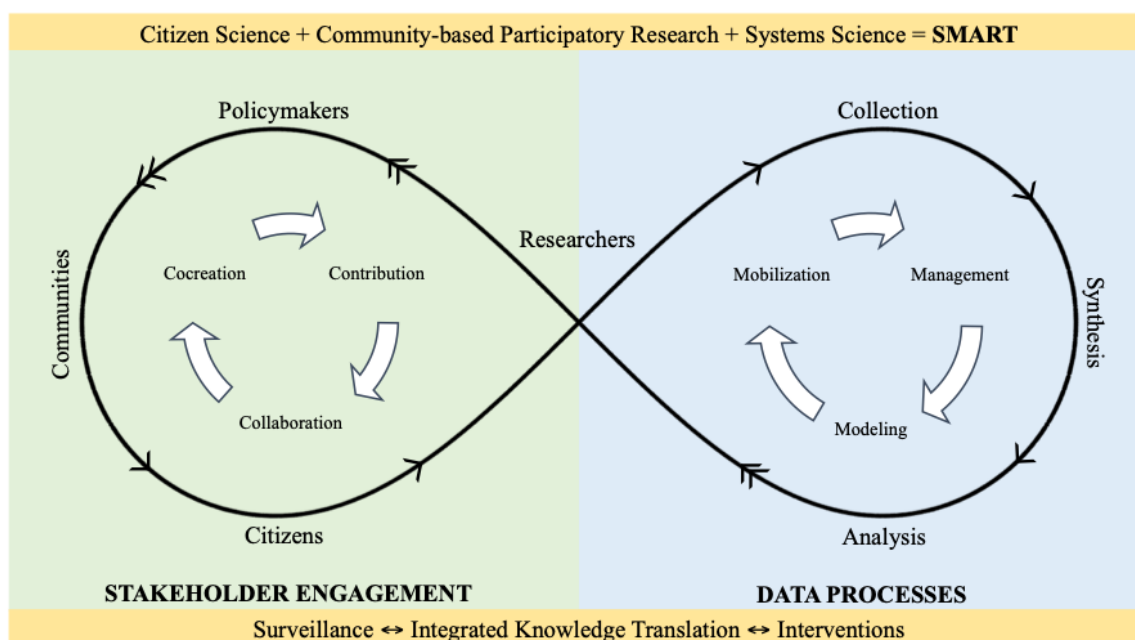 Citizen Science + Community-based Participatory Research + Systems Science = SMART
Policymakers
Collection
Researchers
Communities
Cocreation
Contribution
Collaboration
Mobilization
Management
Modeling
Synthesis
Citizens
Analysis
STAKEHOLDER ENGAGEMENT
DATA PROCESSES
Surveillance ↔ Integrated Knowledge Translation ↔ Interventions